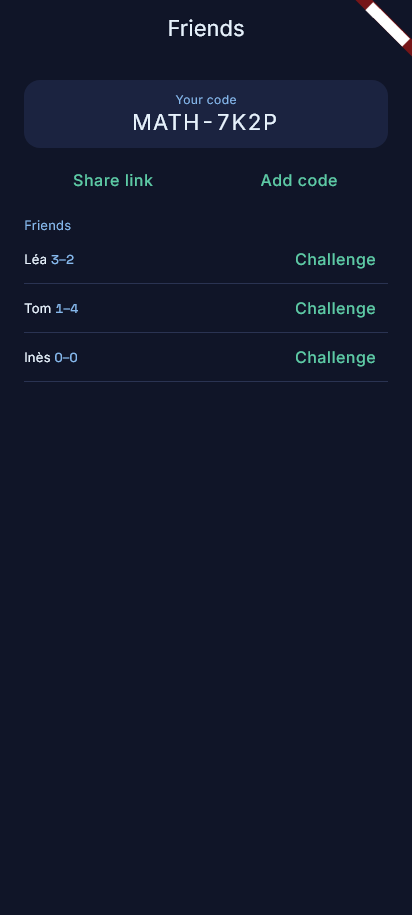 Friends
Your code
MATH-7K2P
Share link Add code
Friends
Léa 3–2 Challenge
Tom 1–4 Challenge
Inès 0–0 Challenge